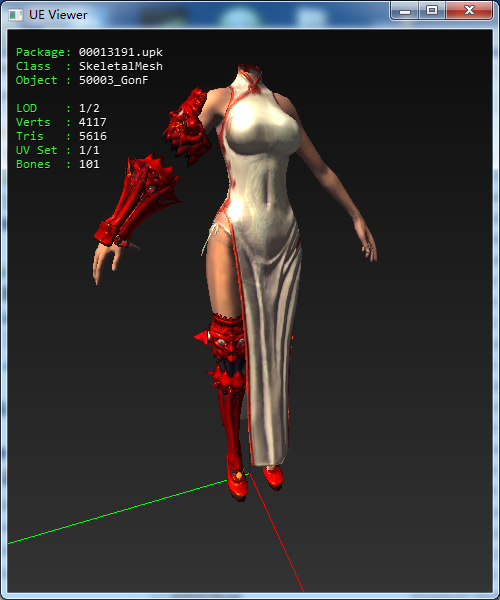 UE Viewer
Package: 00013191.upk
Class  : SkeletalMesh
Object : 50003_GonF
LOD    : 1/2
Verts  : 4117
Tris   : 5616
UV Set : 1/1
Bones  : 101